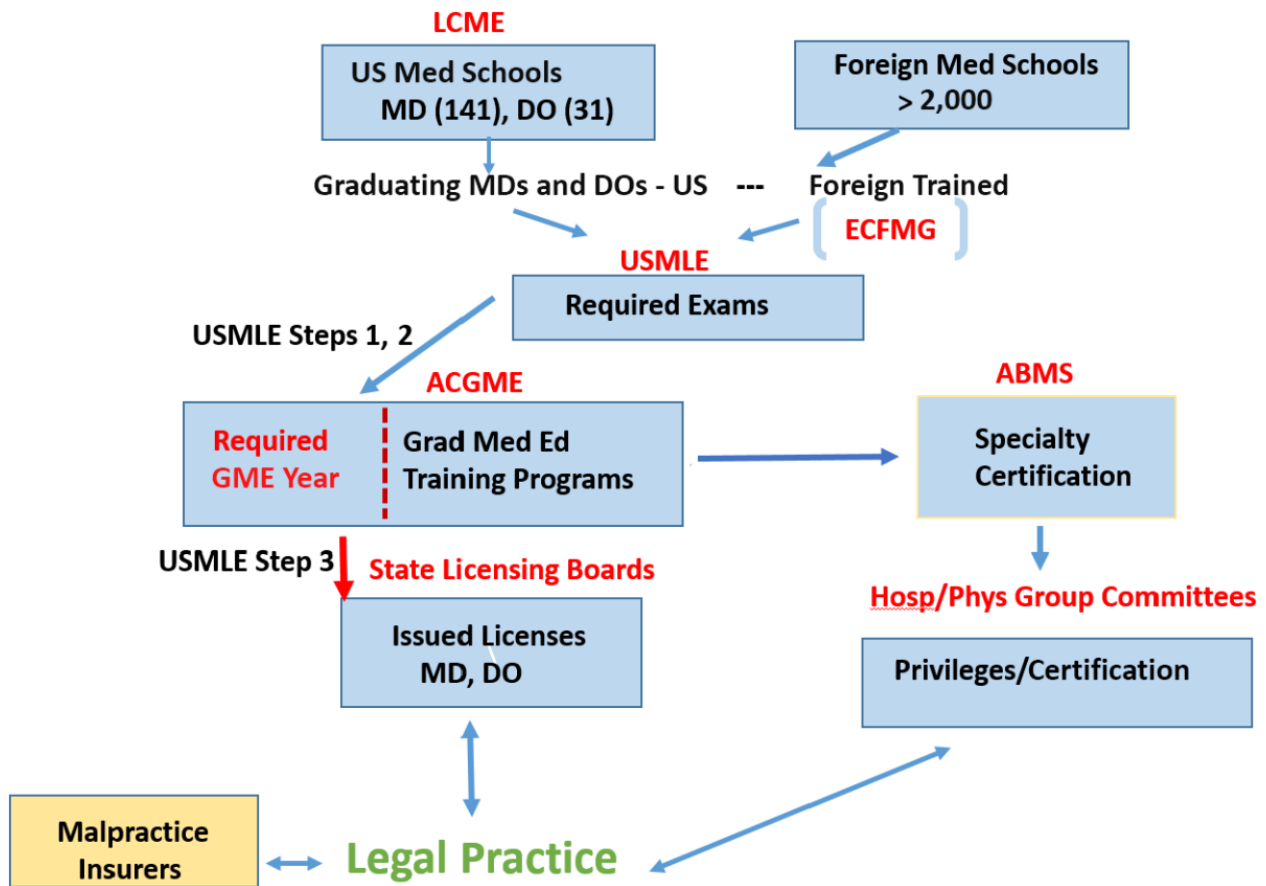 LCME
US Med Schools
MD (141), DO (31)
Foreign Med Schools
> 2,000
Graduating MDs and DOs - US --- Foreign Trained
ECFMG
USMLE
Required Exams
USMLE Steps 1, 2
ACGME
Required
GME Year
Grad Med Ed
Training Programs
ABMS
Specialty
Certification
USMLE Step 3
State Licensing Boards
Issued Licenses
MD, DO
Hosp/Phys Group Committees
Privileges/Certification
Malpractice
Insurers
Legal Practice